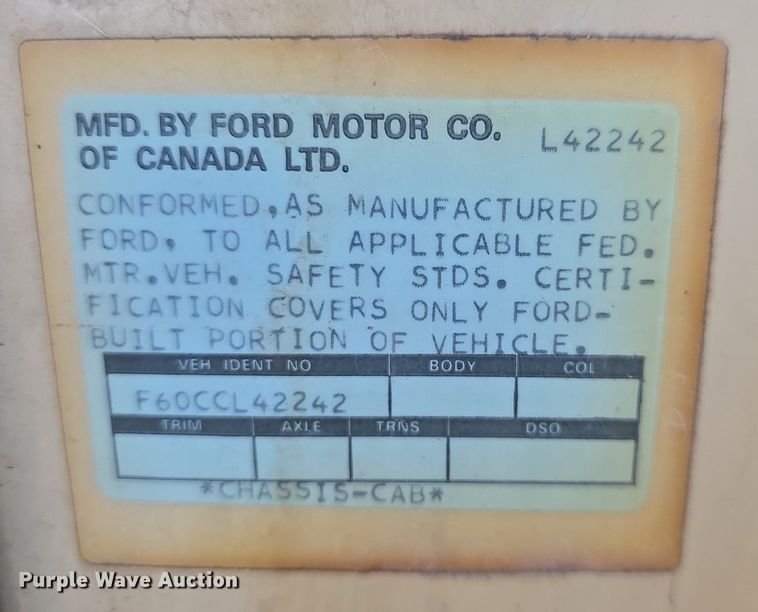 MFD. BY FORD MOTOR CO. L42242
OF CANADA LTD.
CONFORMED, AS MANUFACTURED BY
FORD, TO ALL APPLICABLE FED.
MTR.VEH. SAFETY STDS. CERTI-
FICATION COVERS ONLY FORD-
BUILT PORTION OF VEHICLE.
VEH IDENT NO BODY COL
F60CCL42242
TRIM AXLE TRNS DSO
*CHASSIS-CAB*
Purple Wave Auction